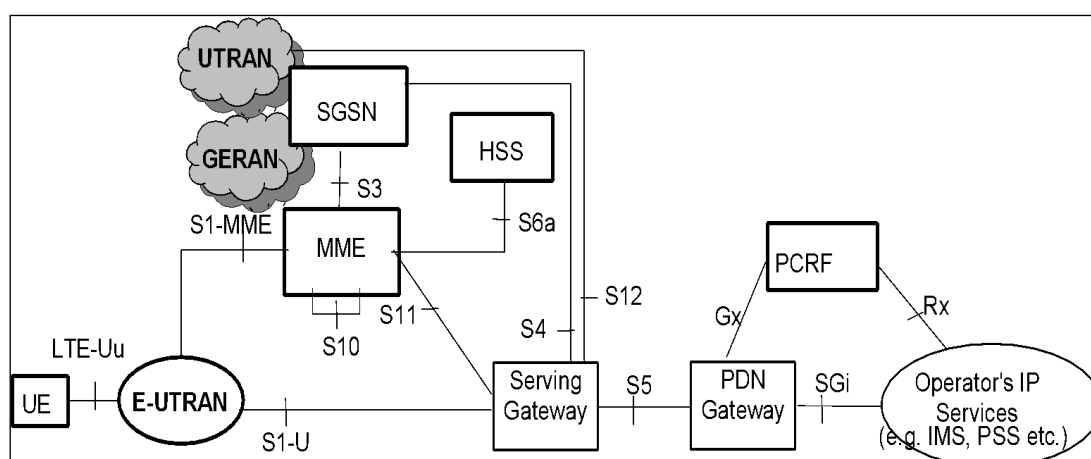 UTRAN
SGSN
HSS
GERAN
S3
S1-MME
S6a
MME
PCRF
S12
S11
Gx
Rx
S4
S10
LTE-Uu
Serving
Gateway
PDN
Gateway
Operator's IP
Services
(e.g. IMS, PSS etc.)
UE
E-UTRAN
S5
SGi
S1-U